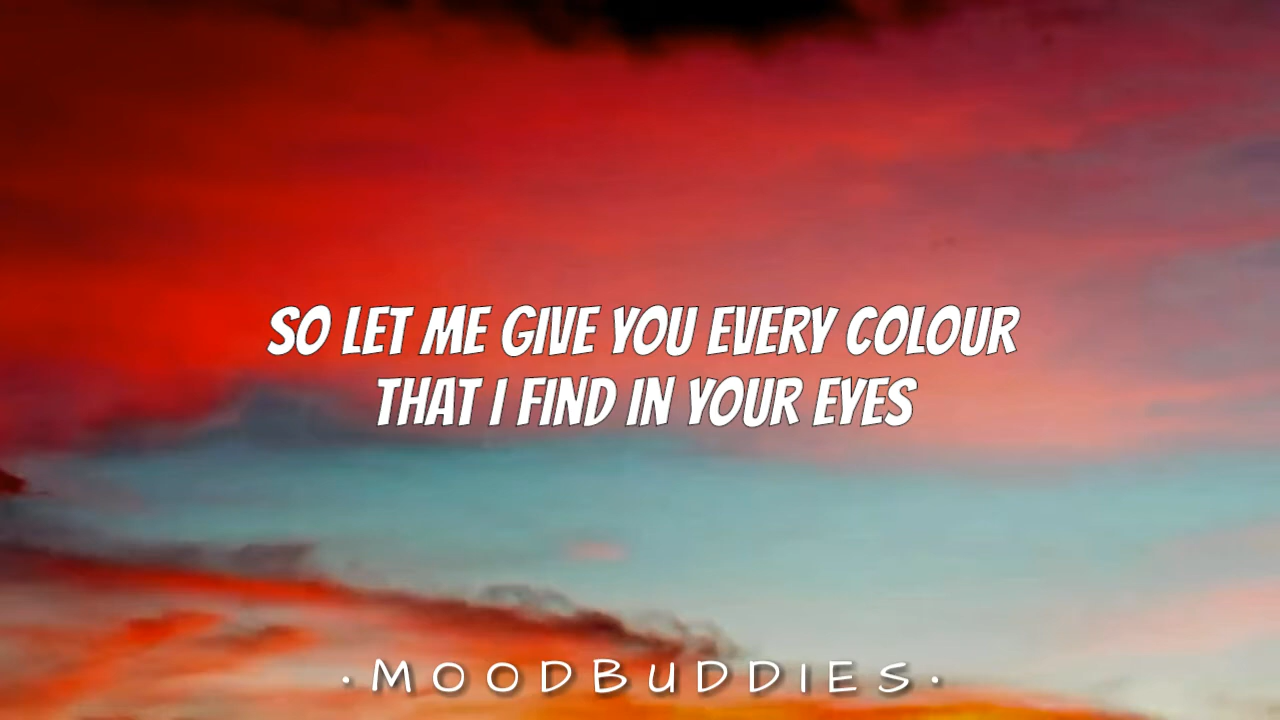 SO LET ME GIVE YOU EVERY COLOUR
THAT I FIND IN YOUR EYES
·MOODBUDDIES·